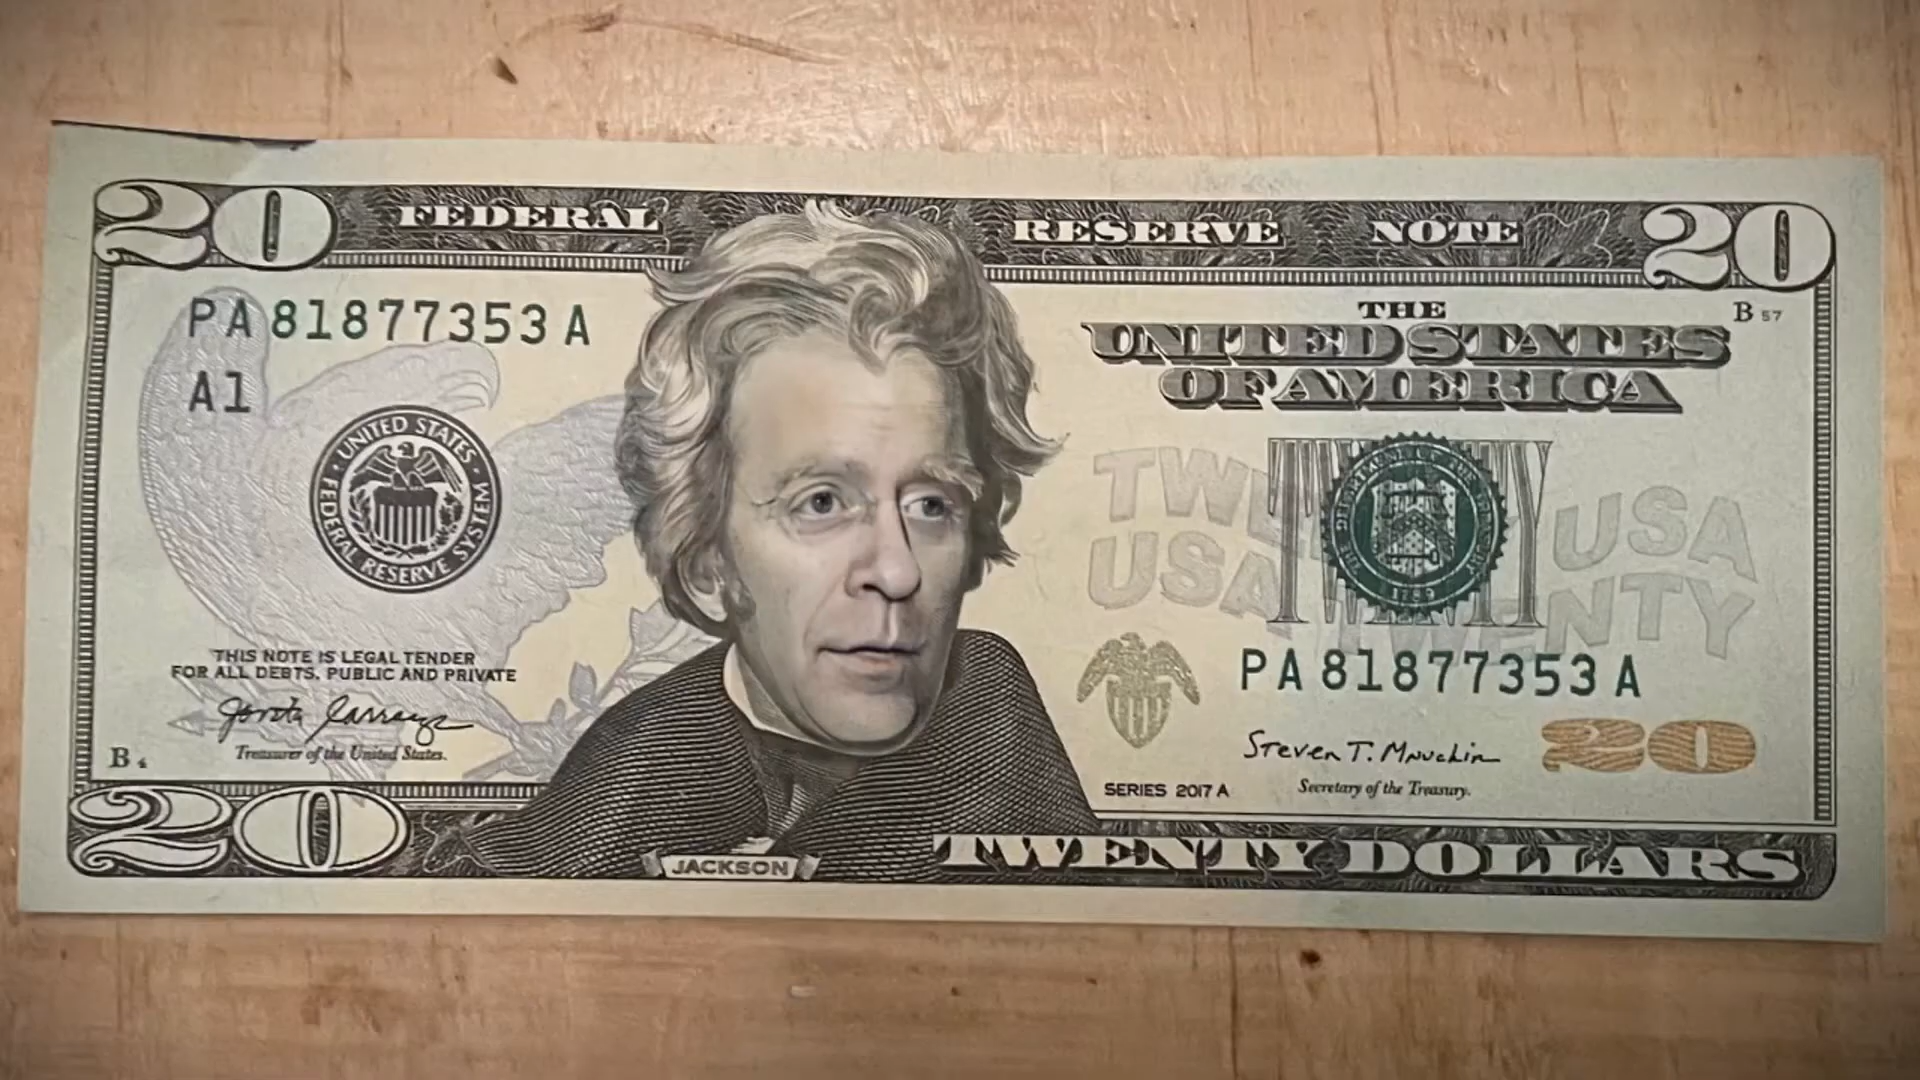 20 FEDERAL RESERVE NOTE 20
PA 81877353 A
A1
THE
UNITED STATES
OF AMERICA
B 57
UNITED STATES
FEDERAL RESERVE SYSTEM
TWENTY
USA
TWENTY
USA
1789
THIS NOTE IS LEGAL TENDER
FOR ALL DEBTS, PUBLIC AND PRIVATE
PA 81877353 A
Treasurer of the United States.
B 4
Steven T. Mnuchin
20
SERIES 2017 A
Secretary of the Treasury.
20
JACKSON
TWENTY DOLLARS